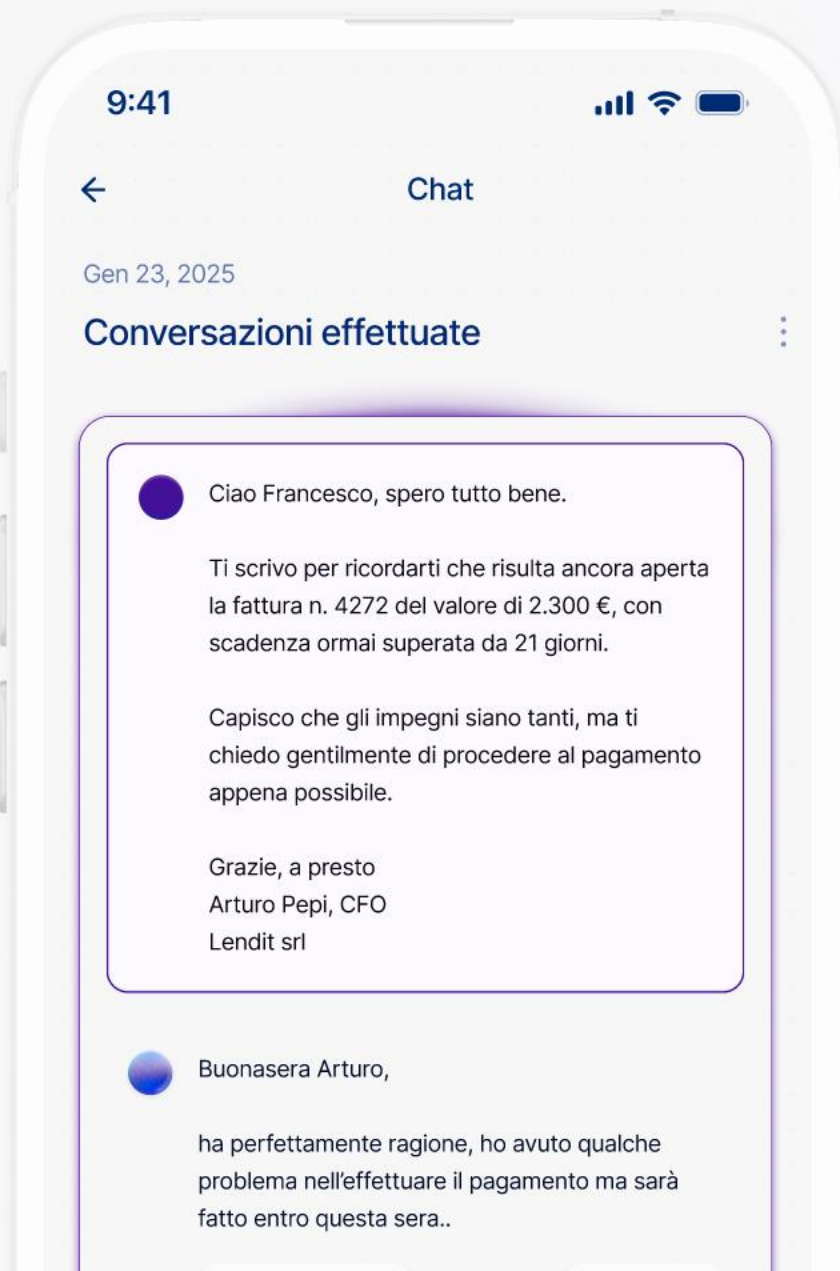 9:41
Chat
Gen 23, 2025
Conversazioni effettuate
Ciao Francesco, spero tutto bene.
Ti scrivo per ricordarti che risulta ancora aperta
la fattura n. 4272 del valore di 2.300 €, con
scadenza ormai superata da 21 giorni.
Capisco che gli impegni siano tanti, ma ti
chiedo gentilmente di procedere al pagamento
appena possibile.
Grazie, a presto
Arturo Pepi, CFO
Lendit srl
Buonasera Arturo,
ha perfettamente ragione, ho avuto qualche
problema nell'effettuare il pagamento ma sarà
fatto entro questa sera..